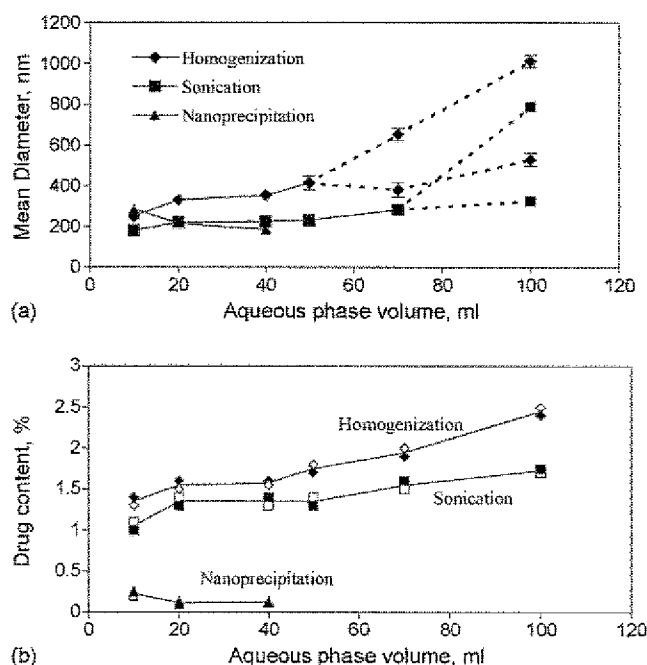 1200
1000
800
600
400
200
0
Mean Diameter, nm
Homogenization
Sonication
Nanoprecipitation
0 20 40 60 80 100 120
(a)
Aqueous phase volume, ml
3
2.5
2
1.5
1
0.5
0
Drug content, %
Homogenization
Sonication
Nanoprecipitation
0 20 40 60 80 100 120
(b)
Aqueous phase volume, ml